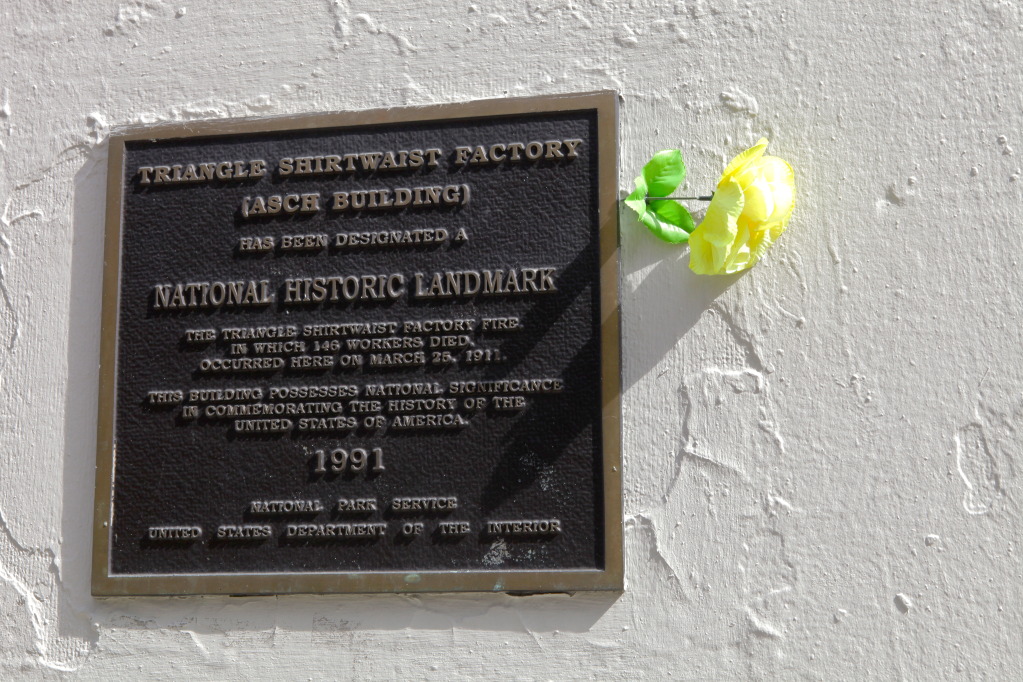 TRIANGLE SHIRTWAIST FACTORY
(ASCH BUILDING)
HAS BEEN DESIGNATED A
NATIONAL HISTORIC LANDMARK
THE TRIANGLE SHIRTWAIST FACTORY FIRE,
IN WHICH 146 WORKERS DIED,
OCCURRED HERE ON MARCH 25, 1911.
THIS BUILDING POSSESSES NATIONAL SIGNIFICANCE
IN COMMEMORATING THE HISTORY OF THE
UNITED STATES OF AMERICA.
1991
NATIONAL PARK SERVICE
UNITED STATES DEPARTMENT OF THE INTERIOR